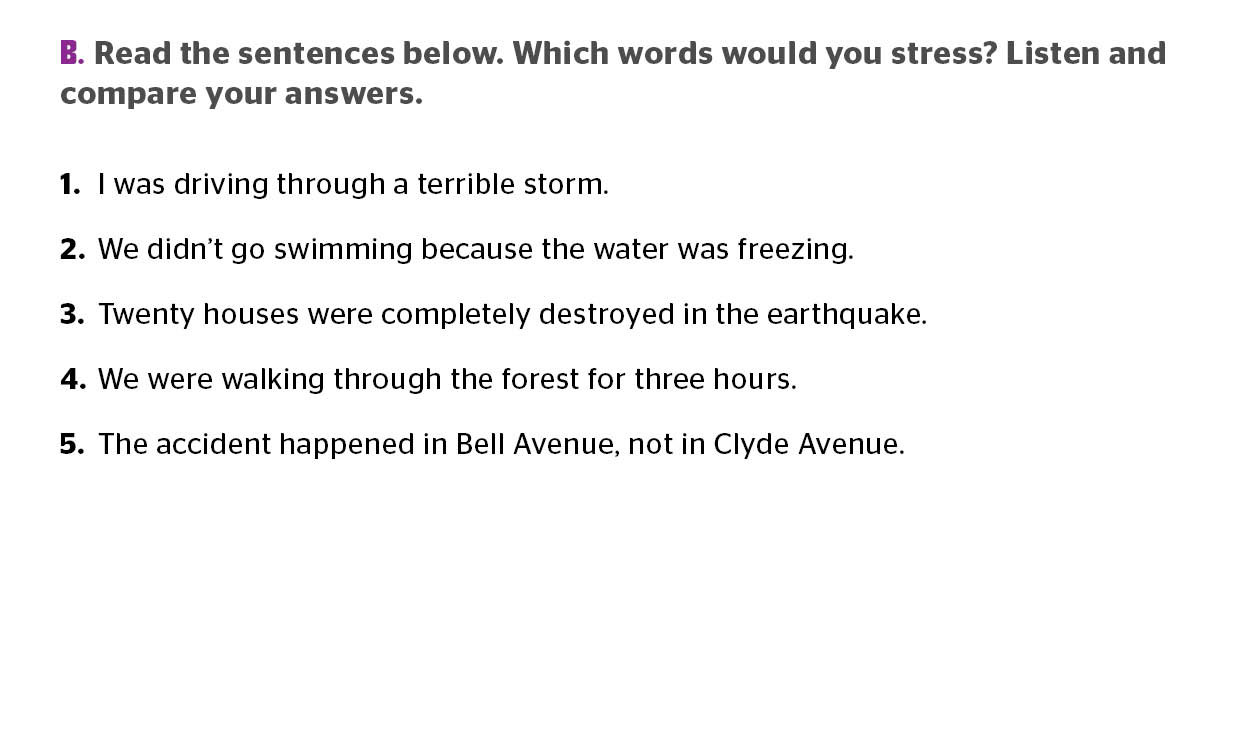 B. Read the sentences below. Which words would you stress? Listen and
compare your answers.
1. I was driving through a terrible storm.
2. We didn’t go swimming because the water was freezing.
3. Twenty houses were completely destroyed in the earthquake.
4. We were walking through the forest for three hours.
5. The accident happened in Bell Avenue, not in Clyde Avenue.